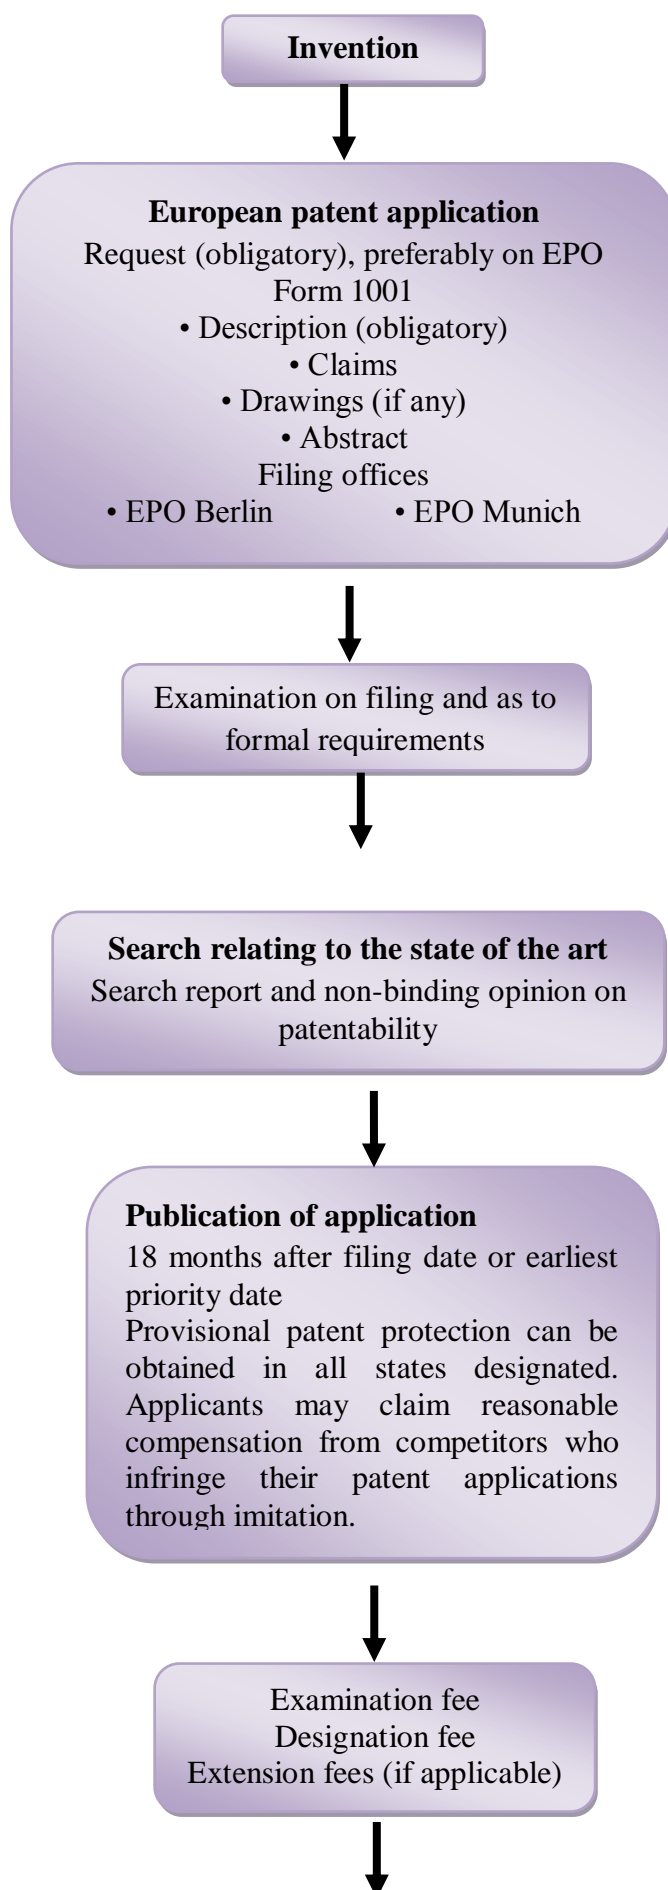 Invention
European patent application
Request (obligatory), preferably on EPO
Form 1001
• Description (obligatory)
• Claims
• Drawings (if any)
• Abstract
Filing offices
• EPO Berlin • EPO Munich
Examination on filing and as to
formal requirements
Search relating to the state of the art
Search report and non-binding opinion on
patentability
Publication of application
18 months after filing date or earliest
priority date
Provisional patent protection can be
obtained in all states designated.
Applicants may claim reasonable
compensation from competitors who
infringe their patent applications
through imitation.
Examination fee
Designation fee
Extension fees (if applicable)